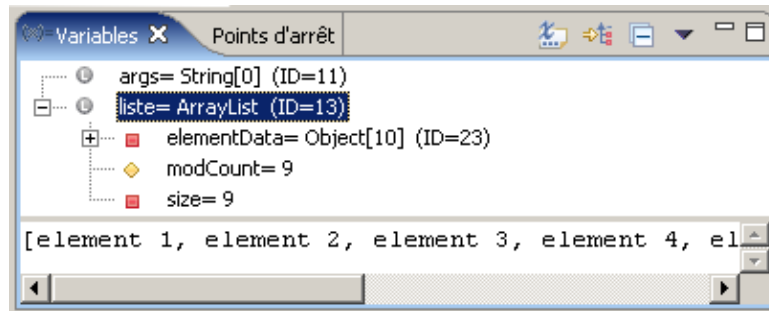 Variables Points d'arrêt
args= String[0] (ID=11)
liste= ArrayList (ID=13)
elementData= Object[10] (ID=23)
modCount= 9
size= 9
[element 1, element 2, element 3, element 4, el